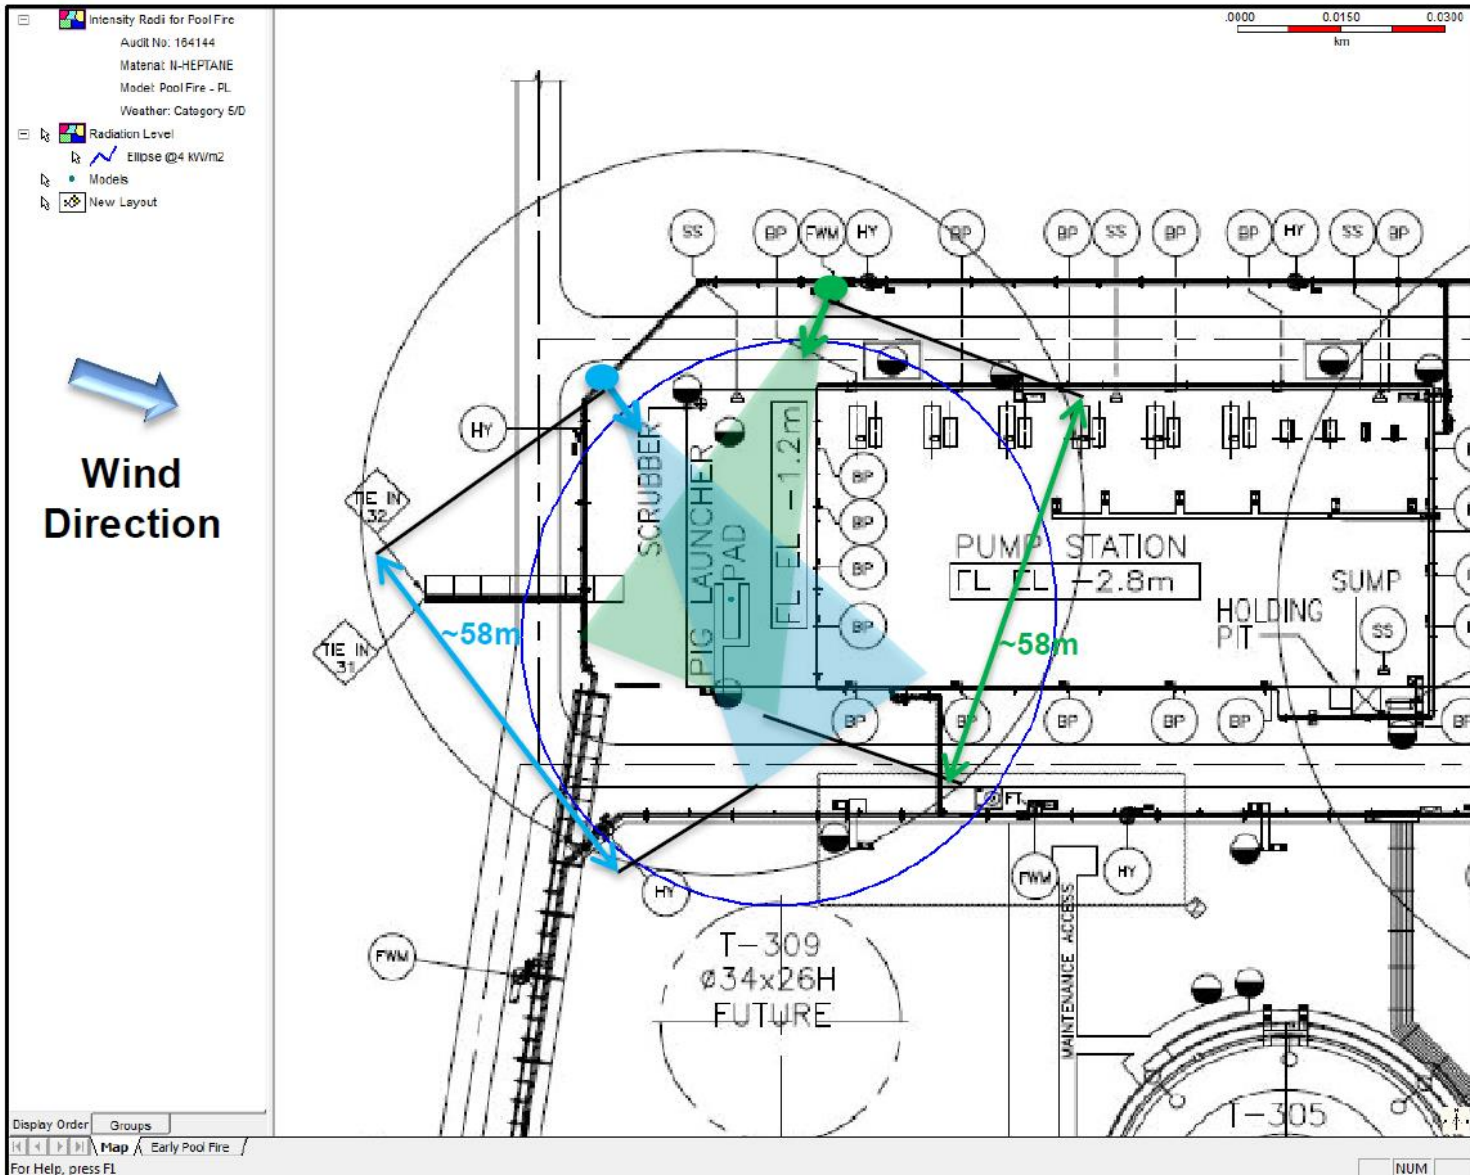 Intensity Radii for Pool Fire
Audit No: 164144
Material: N-HEPTANE
Model: Pool Fire - PL
Weather: Category 5/D
Radiation Level
Ellipse @4 kW/m2
Models
New Layout
.0000 0.0150 0.0300
km
Wind
Direction
SS BP FWM HY BP BP SS BP BP HY SS BP
HY
TIE IN
32
TIE IN
31
SCRUBBER
PIG LAUNCHER
PAD
FL EL -1.2m
BP
BP
BP
BP
PUMP STATION
FL EL -2.8m
HOLDING
PIT
SUMP
SS
~58m
~58m
BP BP BP BP BP BP
FT
HY
FWM
FWM
HY
MAINTENANCE ACCESS
T-309
ø34x26H
FUTURE
T-305
Display Order Groups
Map Early Pool Fire
For Help, press F1
NUM